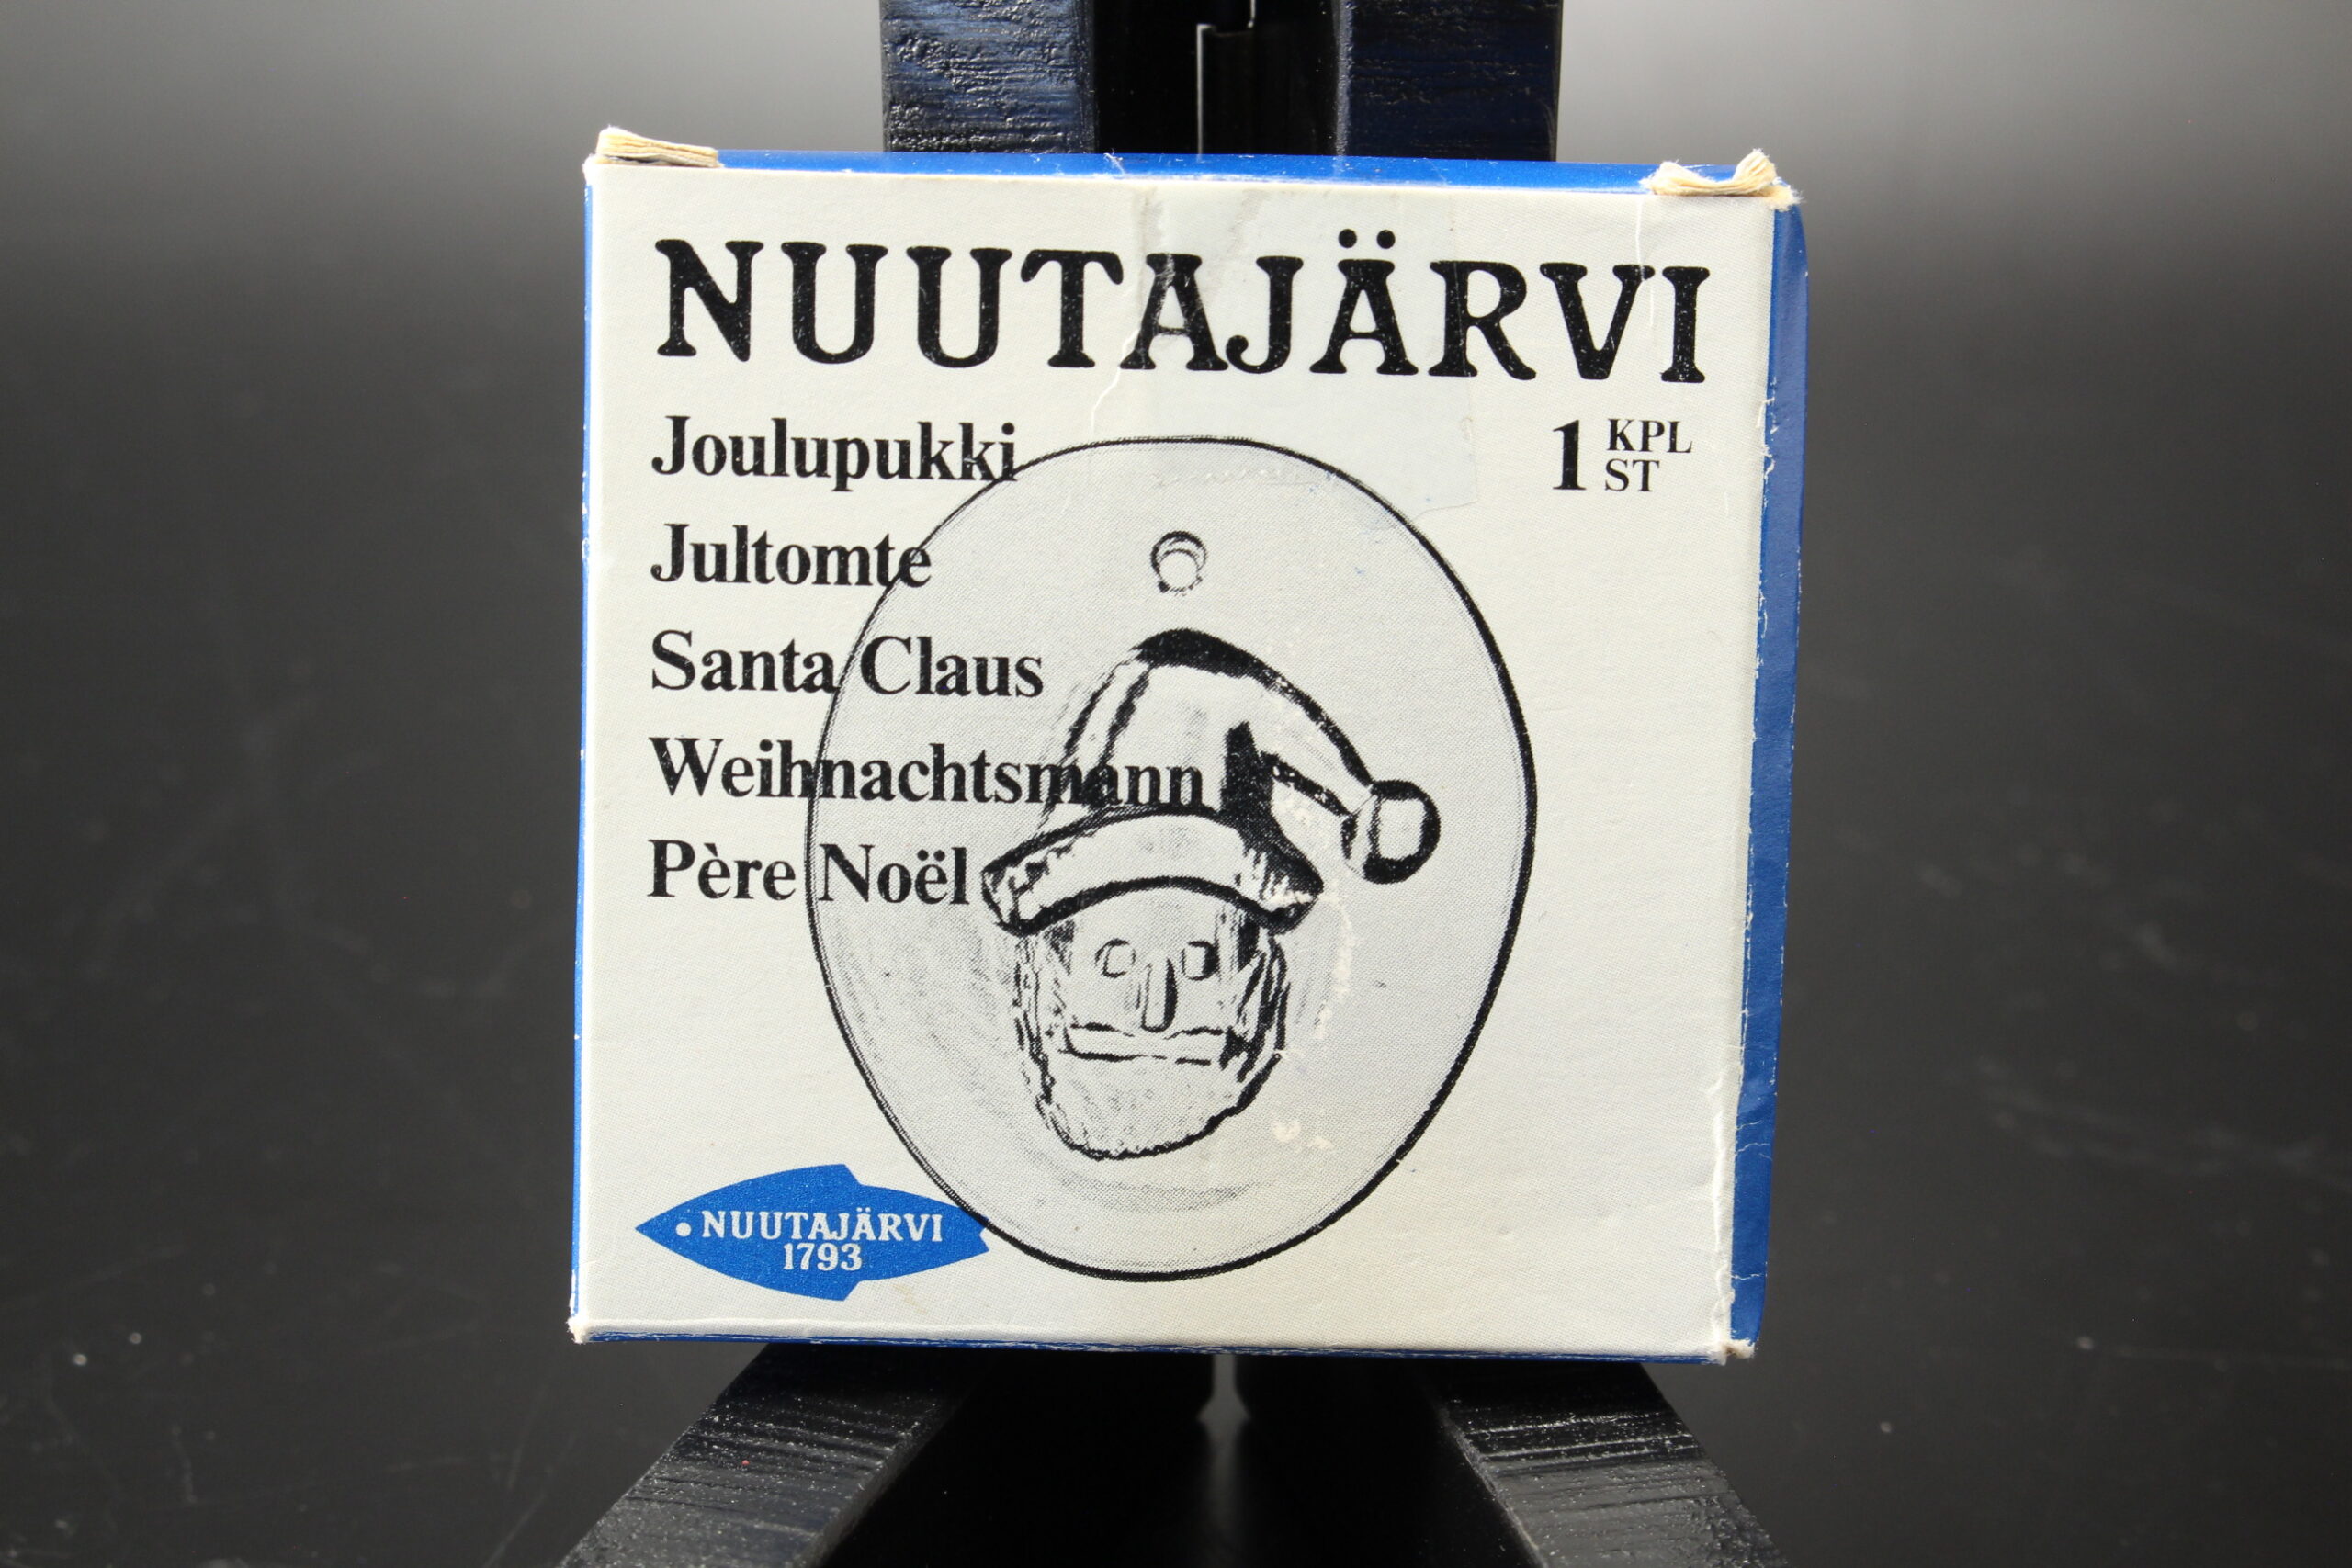 NUUTAJÄRVI
Joulupukki
1 KPL
ST
Jultomte
Santa Claus
Weihnachtsmann
Père Noël
NUUTAJÄRVI
1793